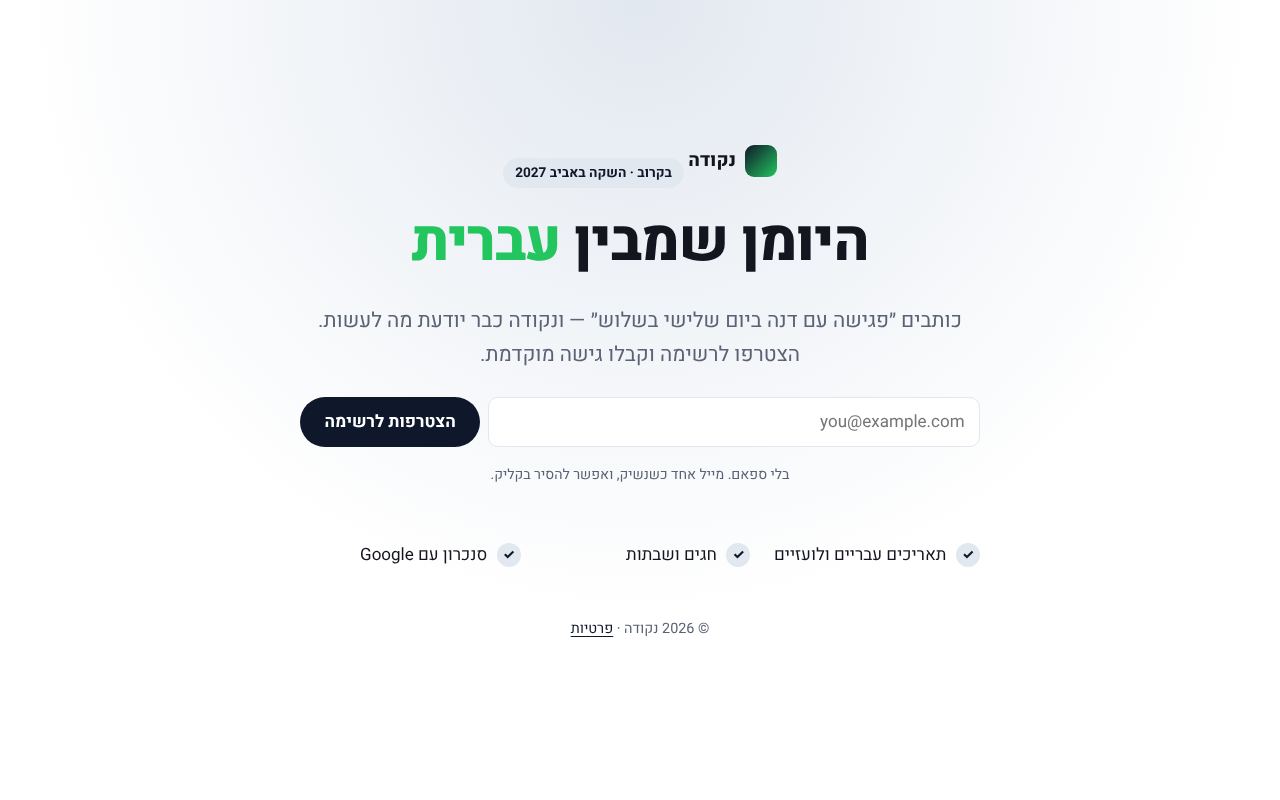 נקודה
בקרוב · השקה באביב 2027
היומן שמבין עברית
כותבים ״פגישה עם דנה ביום שלישי בשלוש״ — ונקודה כבר יודעת מה לעשות.
הצטרפו לרשימה וקבלו גישה מוקדמת.
you@example.com
הצטרפות לרשימה
בלי ספאם. מייל אחד כשנשיק, ואפשר להסיר בקליק.
תאריכים עבריים ולועזיים
חגים ושבתות
סנכרון עם Google
© 2026 נקודה · פרטיות